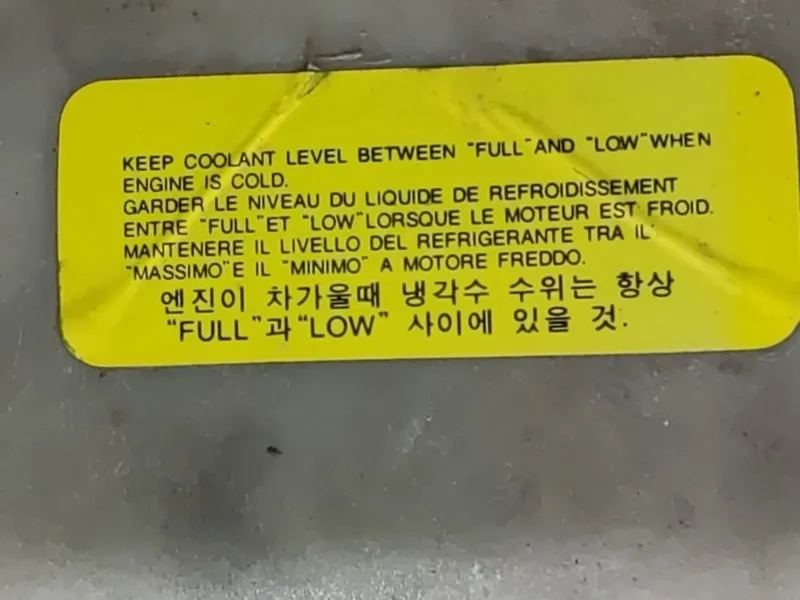 KEEP COOLANT LEVEL BETWEEN "FULL" AND "LOW" WHEN
ENGINE IS COLD.
GARDER LE NIVEAU DU LIQUIDE DE REFROIDISSEMENT
ENTRE "FULL" ET "LOW" LORSQUE LE MOTEUR EST FROID.
MANTENERE IL LIVELLO DEL REFRIGERANTE TRA IL
"MASSIMO" E IL "MINIMO" A MOTORE FREDDO.
엔진이 차가울때 냉각수 수위는 항상
"FULL"과 "LOW" 사이에 있을 것.